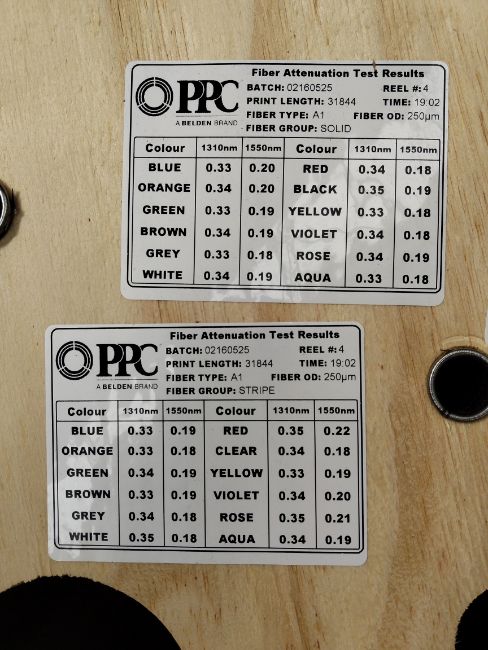 Fiber Attenuation Test Results
PPC
A BELDEN BRAND
BATCH: 02160525 REEL #: 4
PRINT LENGTH: 31844 TIME: 19:02
FIBER TYPE: A1 FIBER OD: 250µm
FIBER GROUP: SOLID
Colour 1310nm 1550nm Colour 1310nm 1550nm
BLUE 0.33 0.20 RED 0.34 0.18
ORANGE 0.34 0.20 BLACK 0.35 0.19
GREEN 0.33 0.19 YELLOW 0.33 0.18
BROWN 0.34 0.19 VIOLET 0.34 0.18
GREY 0.33 0.18 ROSE 0.34 0.19
WHITE 0.34 0.19 AQUA 0.33 0.18
Fiber Attenuation Test Results
PPC
A BELDEN BRAND
BATCH: 02160525 REEL #: 4
PRINT LENGTH: 31844 TIME: 19:02
FIBER TYPE: A1 FIBER OD: 250µm
FIBER GROUP: STRIPE
Colour 1310nm 1550nm Colour 1310nm 1550nm
BLUE 0.33 0.19 RED 0.35 0.22
ORANGE 0.33 0.18 CLEAR 0.34 0.18
GREEN 0.34 0.19 YELLOW 0.33 0.19
BROWN 0.33 0.19 VIOLET 0.34 0.20
GREY 0.34 0.18 ROSE 0.35 0.21
WHITE 0.35 0.18 AQUA 0.34 0.19